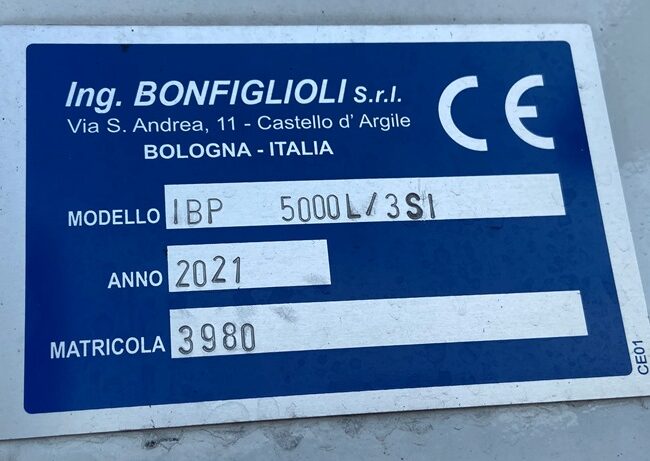 Ing. BONFIGLIOLI S.r.l.
Via S. Andrea, 11 - Castello d' Argile
BOLOGNA - ITALIA
CE
MODELLO IBP 5000L/3SI
ANNO 2021
MATRICOLA 3980
CE01